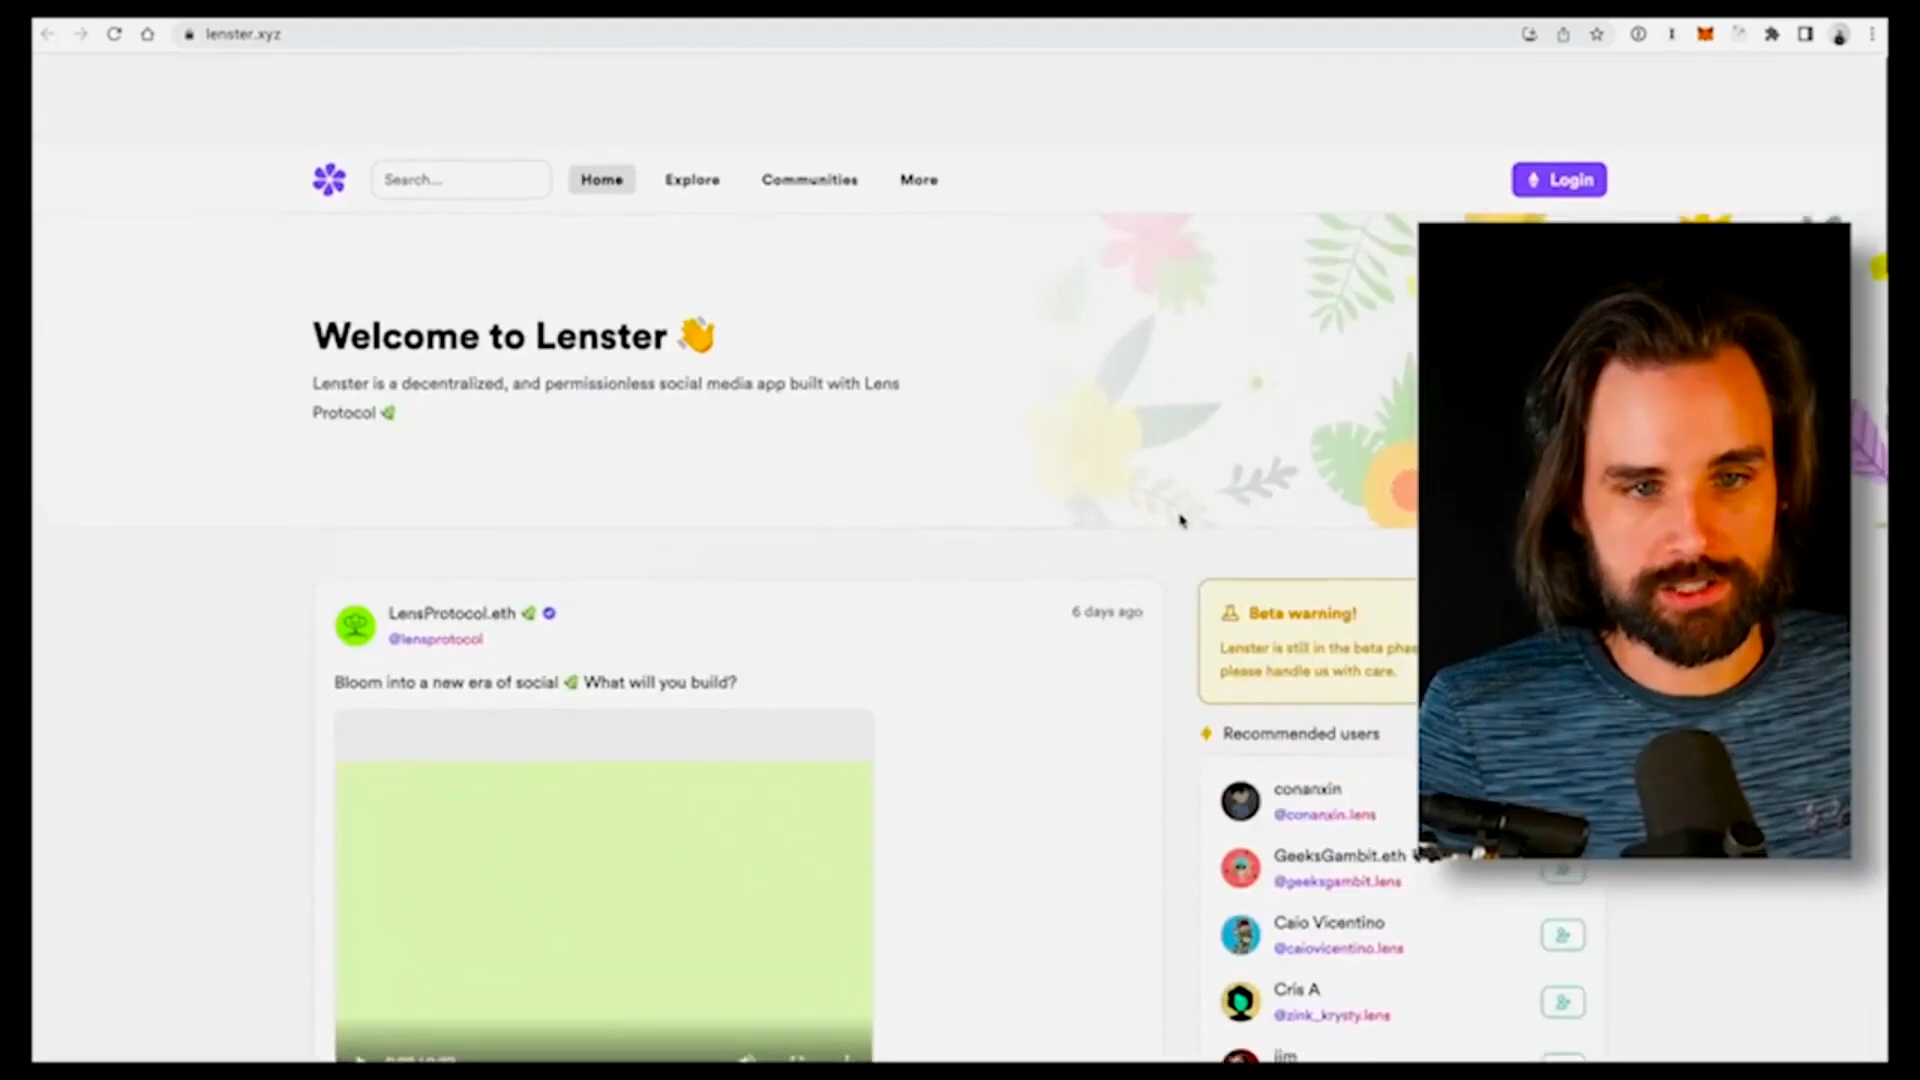 lenster.xyz
Search...
Home
Explore
Communities
More
Login
Welcome to Lenster 👋
Lenster is a decentralized, and permissionless social media app built with Lens
Protocol 🌿
LensProtocol.eth 🌿
@lensprotocol
6 days ago
Bloom into a new era of social 🌿 What will you build?
Beta warning!
Lenster is still in the beta
please handle us with care.
Recommended users
conanxin
@conanxin.lens
GeeksGambit.eth
@geeksgambit.lens
Caio Vicentino
@caiovicentino.lens
Cris A
@zink_krysty.lens
jim